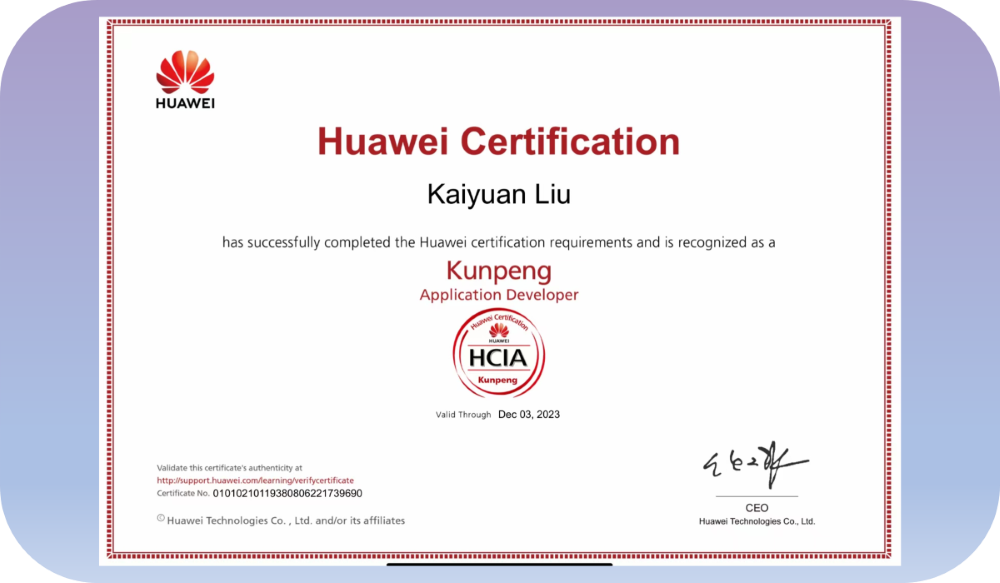 HUAWEI
Huawei Certification
Kaiyuan Liu
has successfully completed the Huawei certification requirements and is recognized as a
Kunpeng
Application Developer
Huawei Certification
HUAWEI
HCIA
Kunpeng
Valid Through Dec 03, 2023
Validate this certificate's authenticity at
http://support.huawei.com/learning/verifycertificate
Certificate No. 01010210119380806221739690
© Huawei Technologies Co. , Ltd. and/or its affiliates
CEO
Huawei Technologies Co., Ltd.